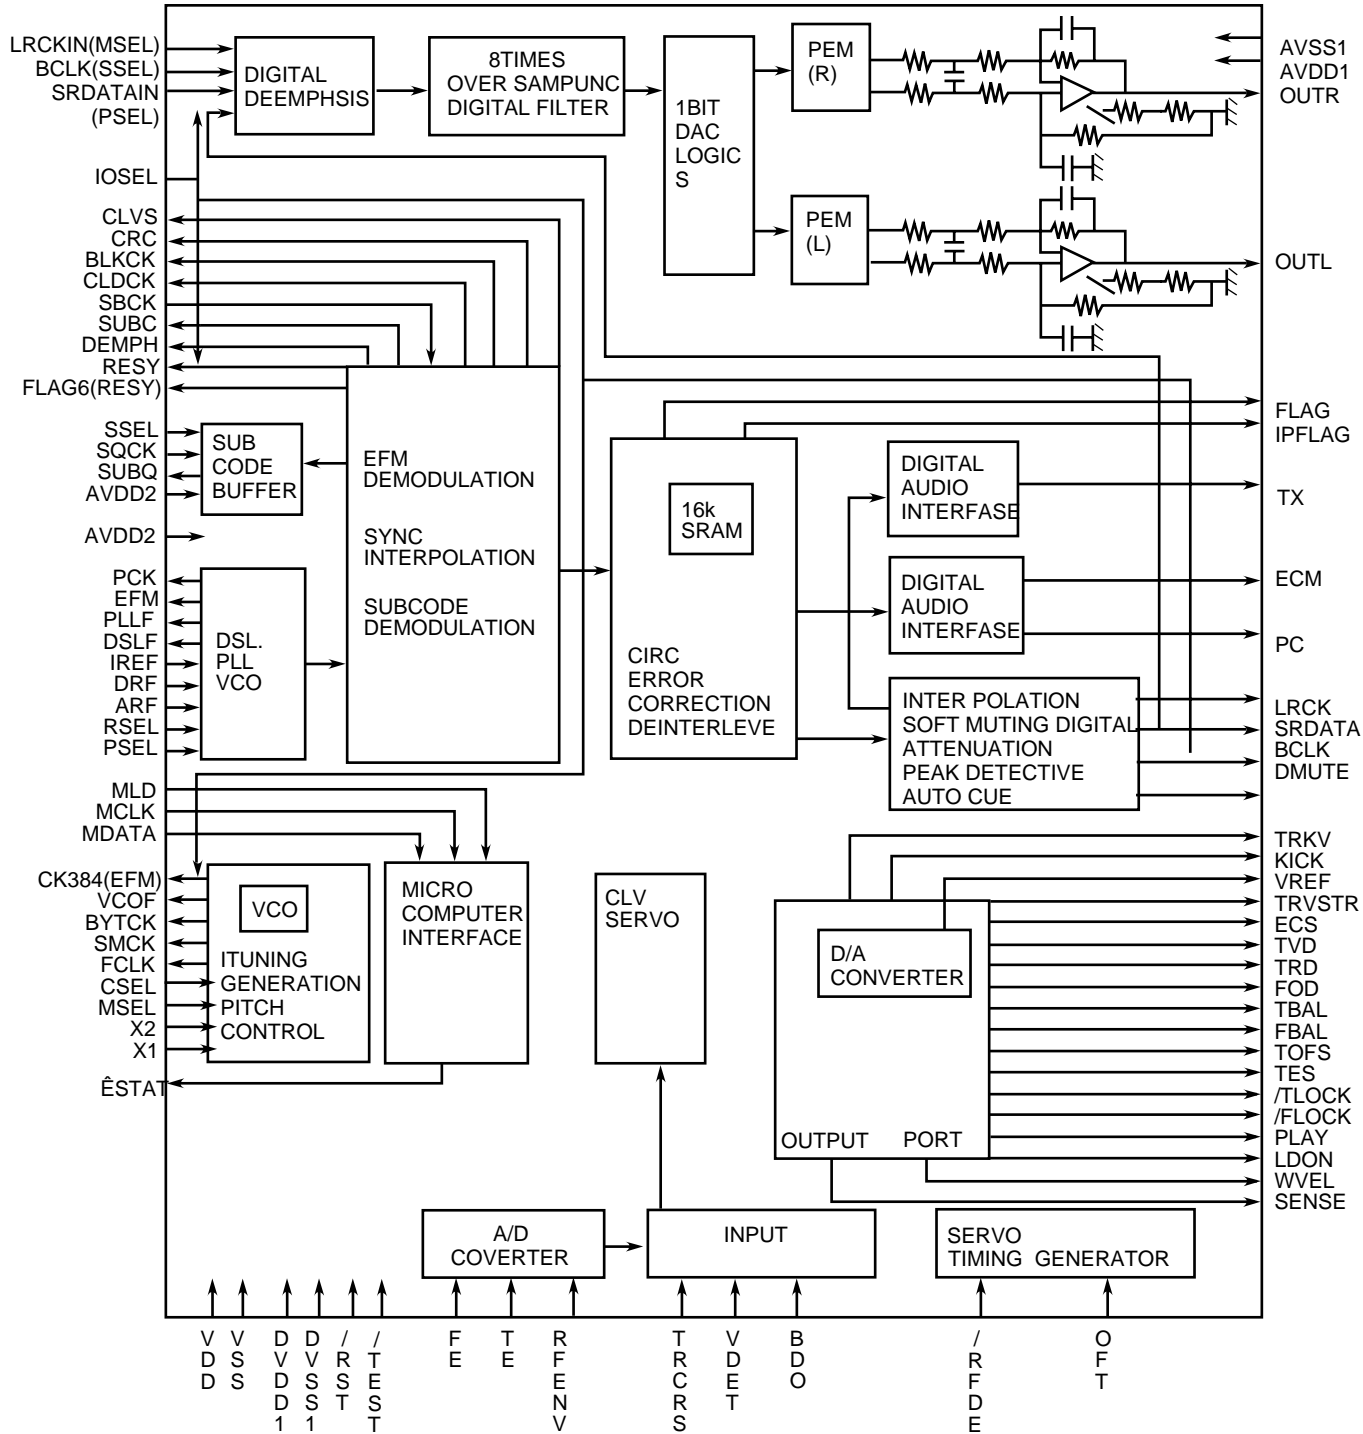 LRCKIN(MSEL)
BCLK(SSEL)
SRDATAIN
(PSEL)
IOSEL
CLVS
CRC
BLKCK
CLDCK
SBCK
SUBC
DEMPH
RESY
FLAG6(RESY)
SSEL
SQCK
SUBQ
AVDD2
AVDD2
PCK
EFM
PLLF
DSLF
IREF
DRF
ARF
RSEL
PSEL
MLD
MCLK
MDATA
CK384(EFM)
VCOF
BYTCK
SMCK
FCLK
CSEL
MSEL
X2
X1
ÊSTAT
DIGITAL
DEEMPHSIS
8TIMES
OVER SAMPUNC
DIGITAL FILTER
1BIT
DAC
LOGIC
S
PEM
(R)
PEM
(L)
SUB
CODE
BUFFER
EFM
DEMODULATION
SYNC
INTERPOLATION
SUBCODE
DEMODULATION
DSL.
PLL
VCO
16k
SRAM
CIRC
ERROR
CORRECTION
DEINTERLEVE
DIGITAL
AUDIO
INTERFASE
DIGITAL
AUDIO
INTERFASE
INTER POLATION
SOFT MUTING DIGITAL
ATTENUATION
PEAK DETECTIVE
AUTO CUE
VCO
ITUNING
GENERATION
PITCH
CONTROL
MICRO
COMPUTER
INTERFACE
CLV
SERVO
D/A
CONVERTER
OUTPUT PORT
A/D
COVERTER
INPUT
SERVO
TIMING GENERATOR
AVSS1
AVDD1
OUTR
OUTL
FLAG
IPFLAG
TX
ECM
PC
LRCK
SRDATA
BCLK
DMUTE
TRKV
KICK
VREF
TRVSTR
ECS
TVD
TRD
FOD
TBAL
FBAL
TOFS
TES
/TLOCK
/FLOCK
PLAY
LDON
WVEL
SENSE
VDD
VSS
DVDD1
DVSS1
/RST
/TEST
FE
TE
RFENV
TRCRS
VDET
BDO
/RFDE
OFT